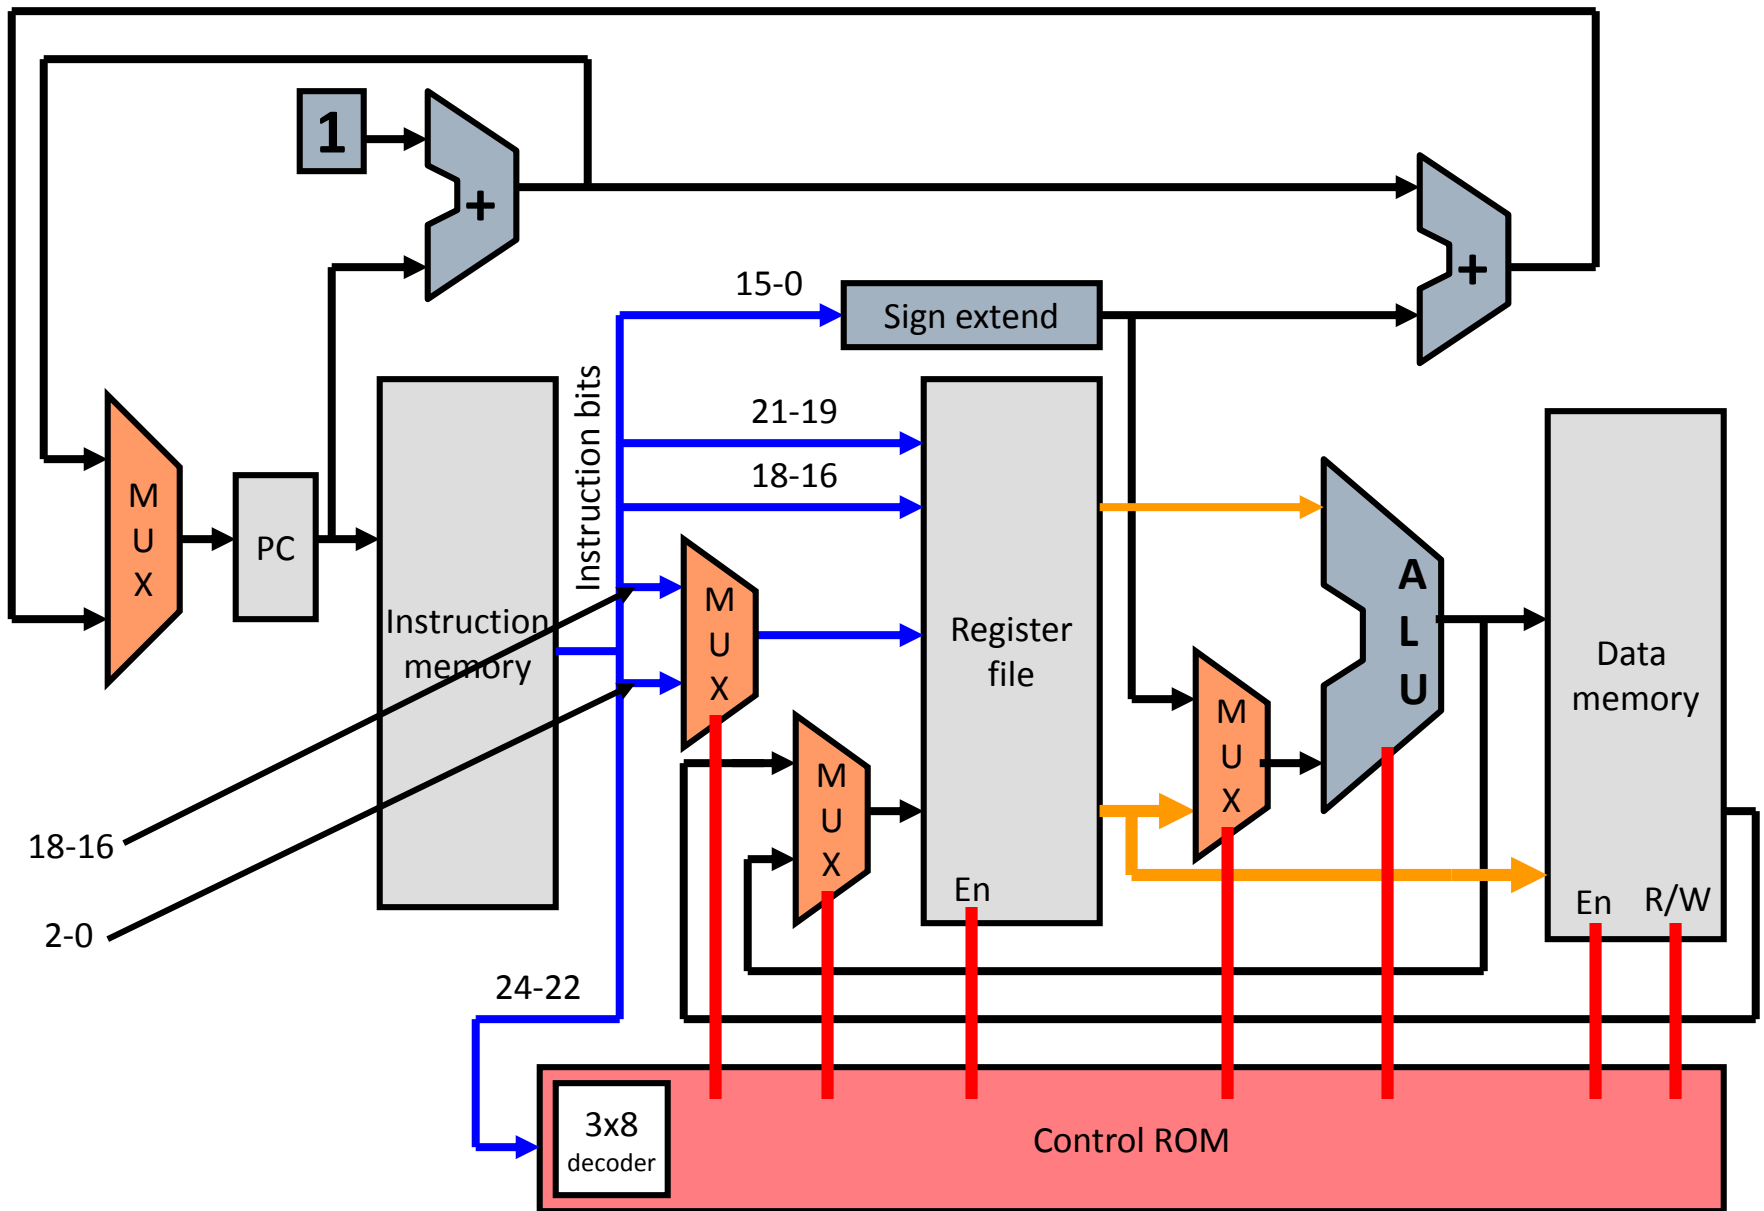 1
+
+
15-0
Sign extend
Instruction bits
21-19
18-16
M
U
X
PC
Instruction
memory
M
U
X
Register
file
A
L
U
Data
memory
M
U
X
M
U
X
18-16
2-0
En
En
R/W
24-22
3x8
decoder
Control ROM